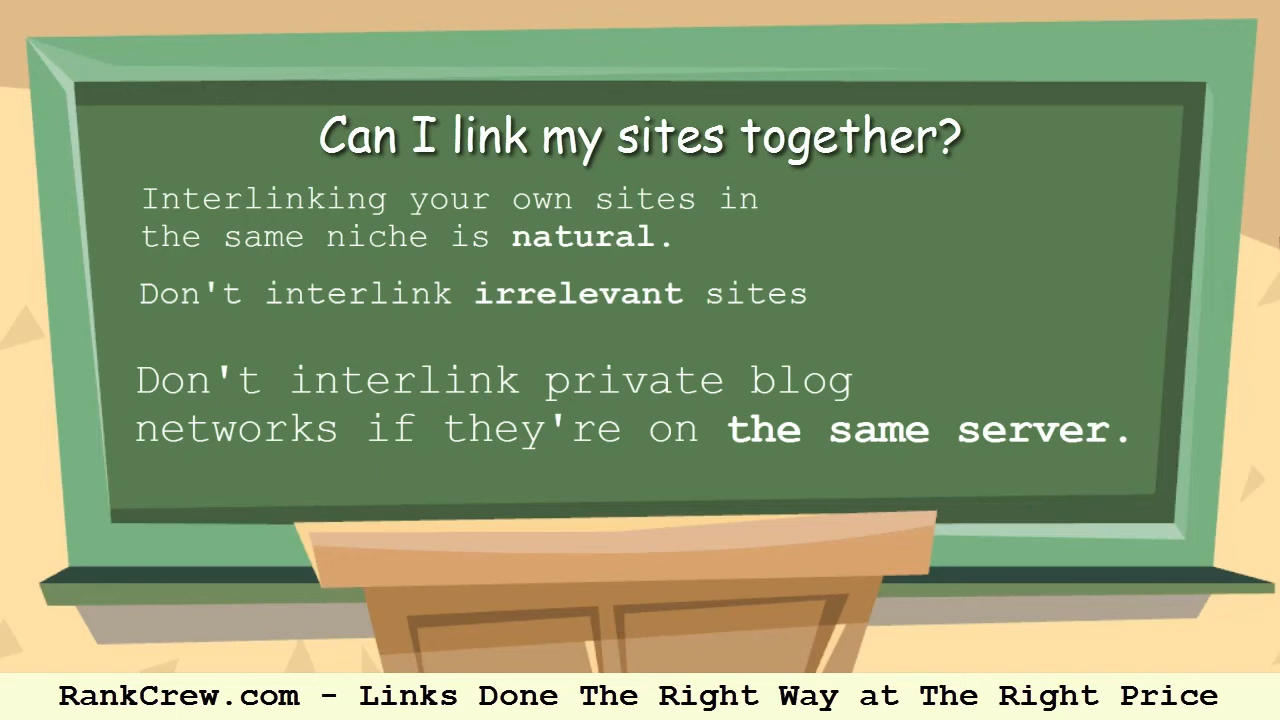 Can I link my sites together?
Interlinking your own sites in
the same niche is natural.
Don't interlink irrelevant sites
Don't interlink private blog
networks if they're on the same server.
RankCrew.com - Links Done The Right Way at The Right Price